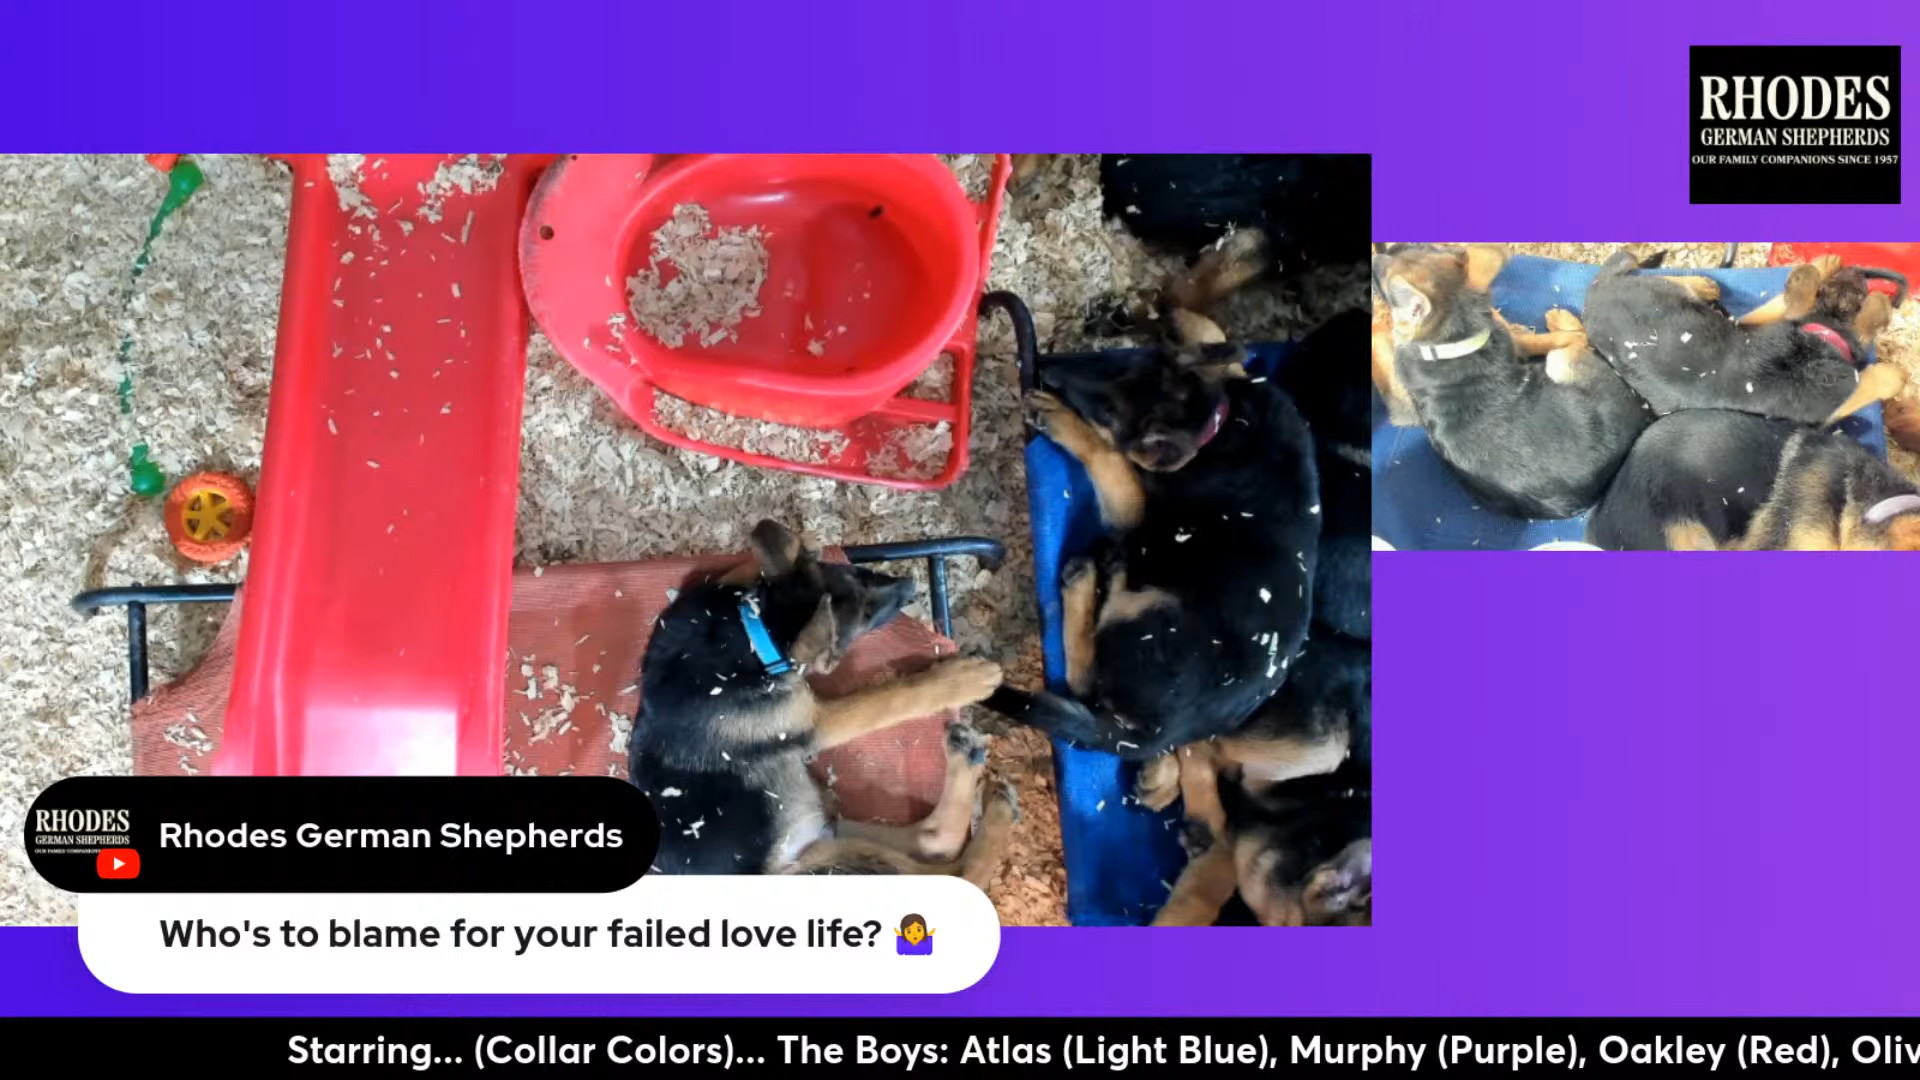 RHODES
GERMAN SHEPHERDS
OUR FAMILY COMPANIONS SINCE 1957
RHODES
GERMAN SHEPHERDS
Rhodes German Shepherds
Who's to blame for your failed love life? 🤷‍♀️
Starring... (Collar Colors)... The Boys: Atlas (Light Blue), Murphy (Purple), Oakley (Red), Oliv